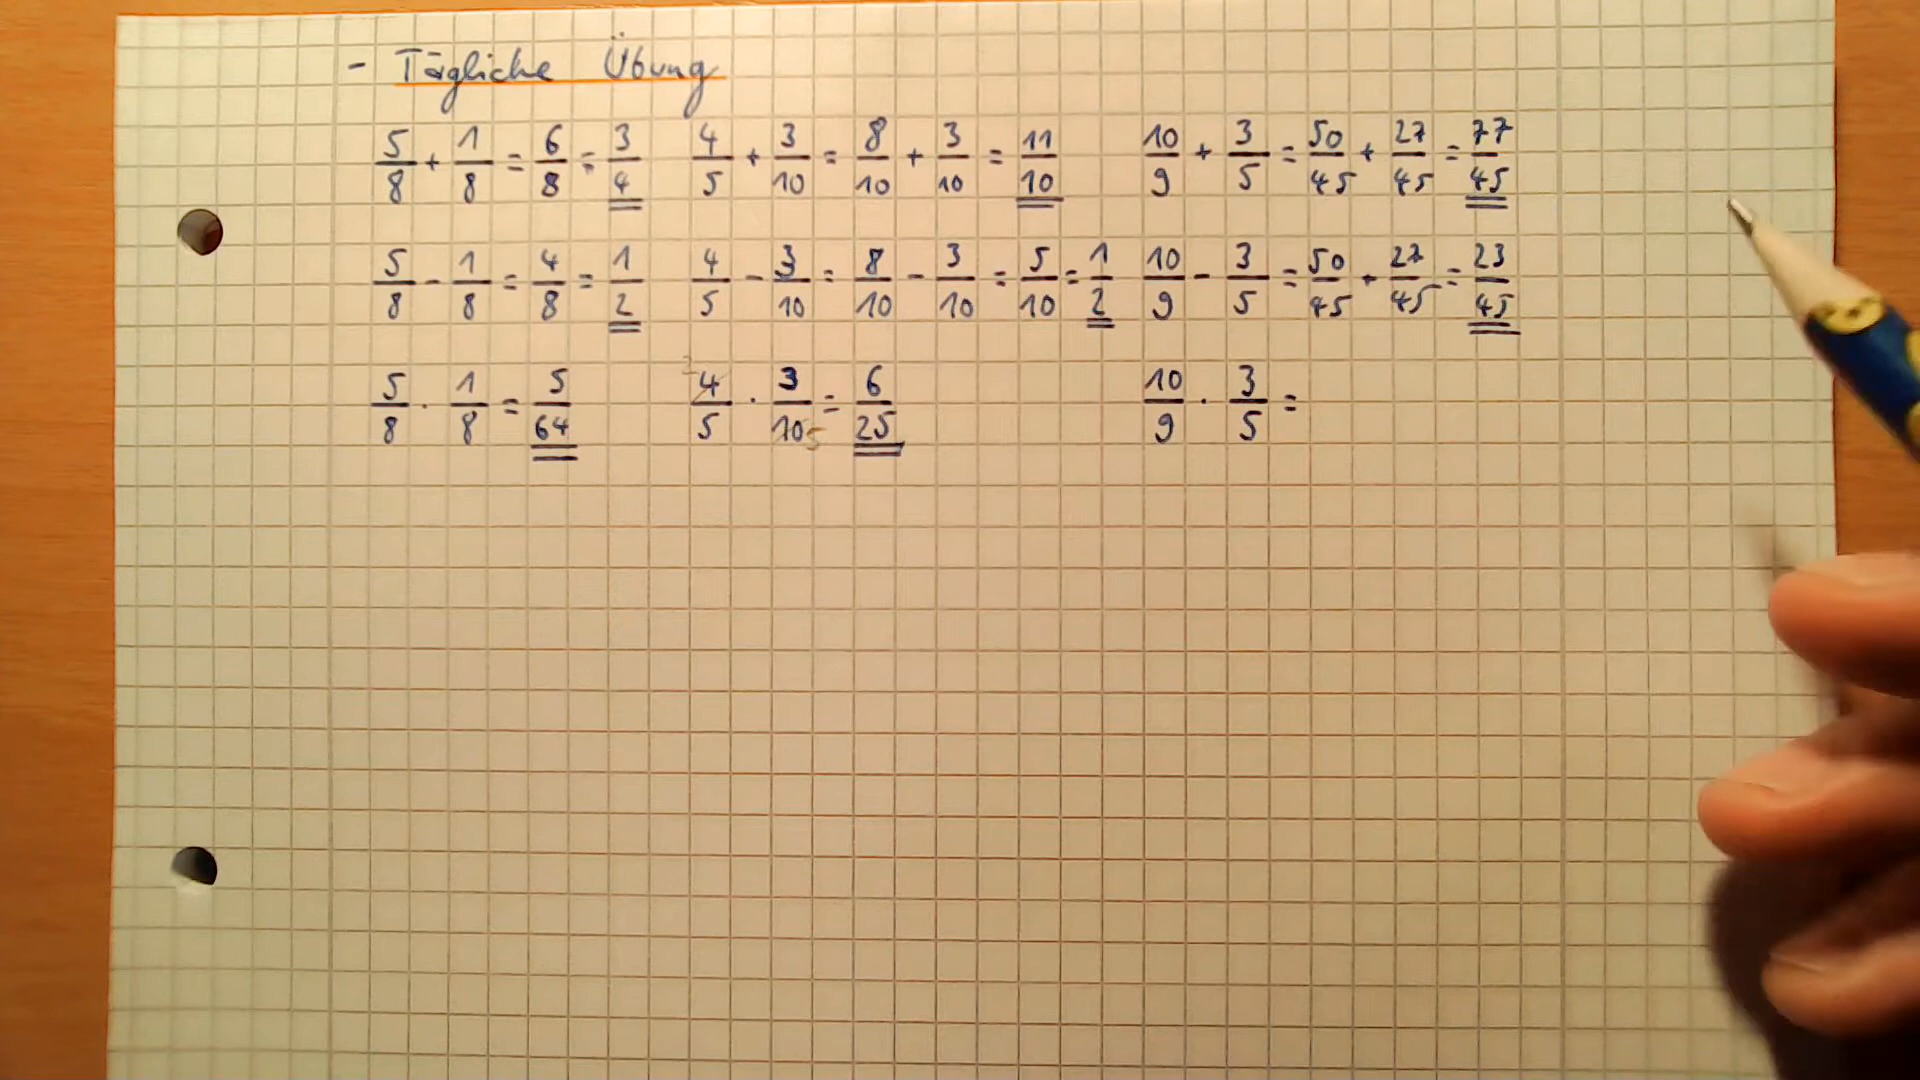 - Tägliche Übung
5/8 + 1/8 = 6/8 = 3/4   4/5 + 3/10 = 8/10 + 3/10 = 11/10   10/9 + 3/5 = 50/45 + 27/45 = 77/45
5/8 - 1/8 = 4/8 = 1/2   4/5 - 3/10 = 8/10 - 3/10 = 5/10 = 1/2   10/9 - 3/5 = 50/45 + 27/45 = 23/45
5/8 · 1/8 = 5/64   2 4/5 · 3/10 5 = 6/25   10/9 · 3/5 =